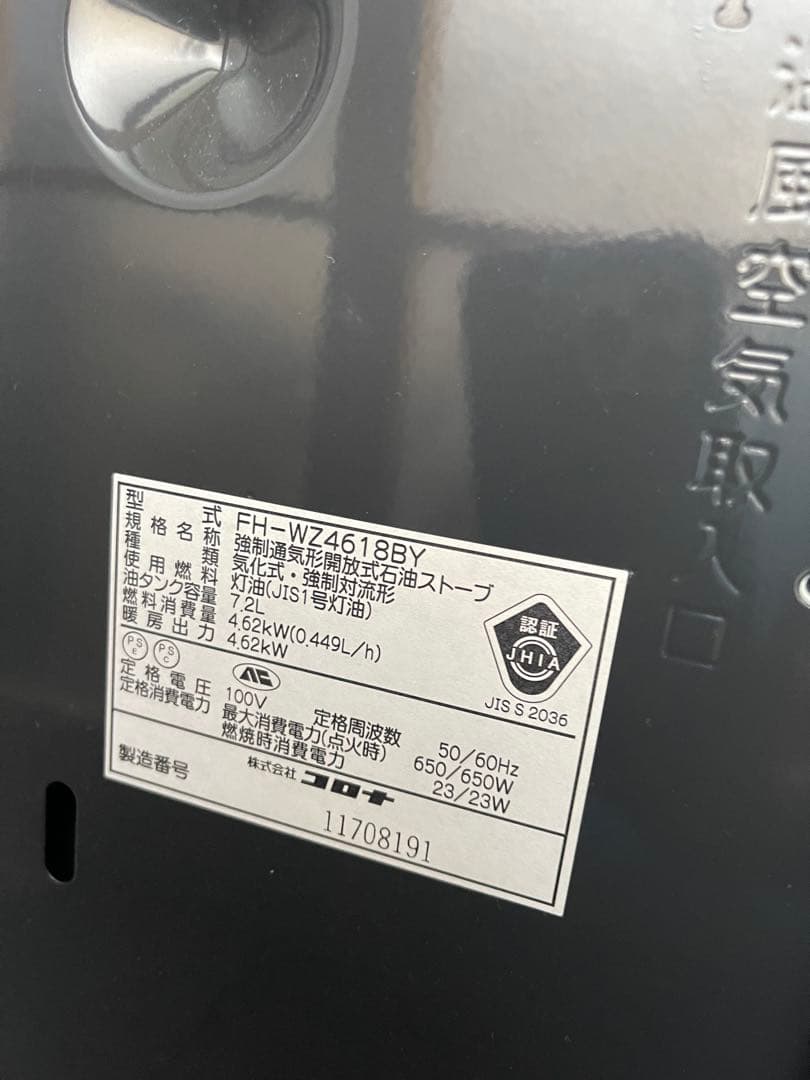 温風空気取入口
型式 FH-WZ4618BY
規格名称 強制通気形開放式石油ストーブ
種類 気化式・強制対流形
使用燃料 灯油(JIS1号灯油)
油タンク容量 7.2L
燃料消費量 4.62kW(0.449L/h)
暖房出力 4.62kW
認証
JHIA
JIS S 2036
PS E PS C
定格電圧 100V 定格周波数 50/60Hz
定格消費電力 最大消費電力(点火時) 650/650W
燃焼時消費電力 23/23W
株式会社 コロナ
製造番号 11708191